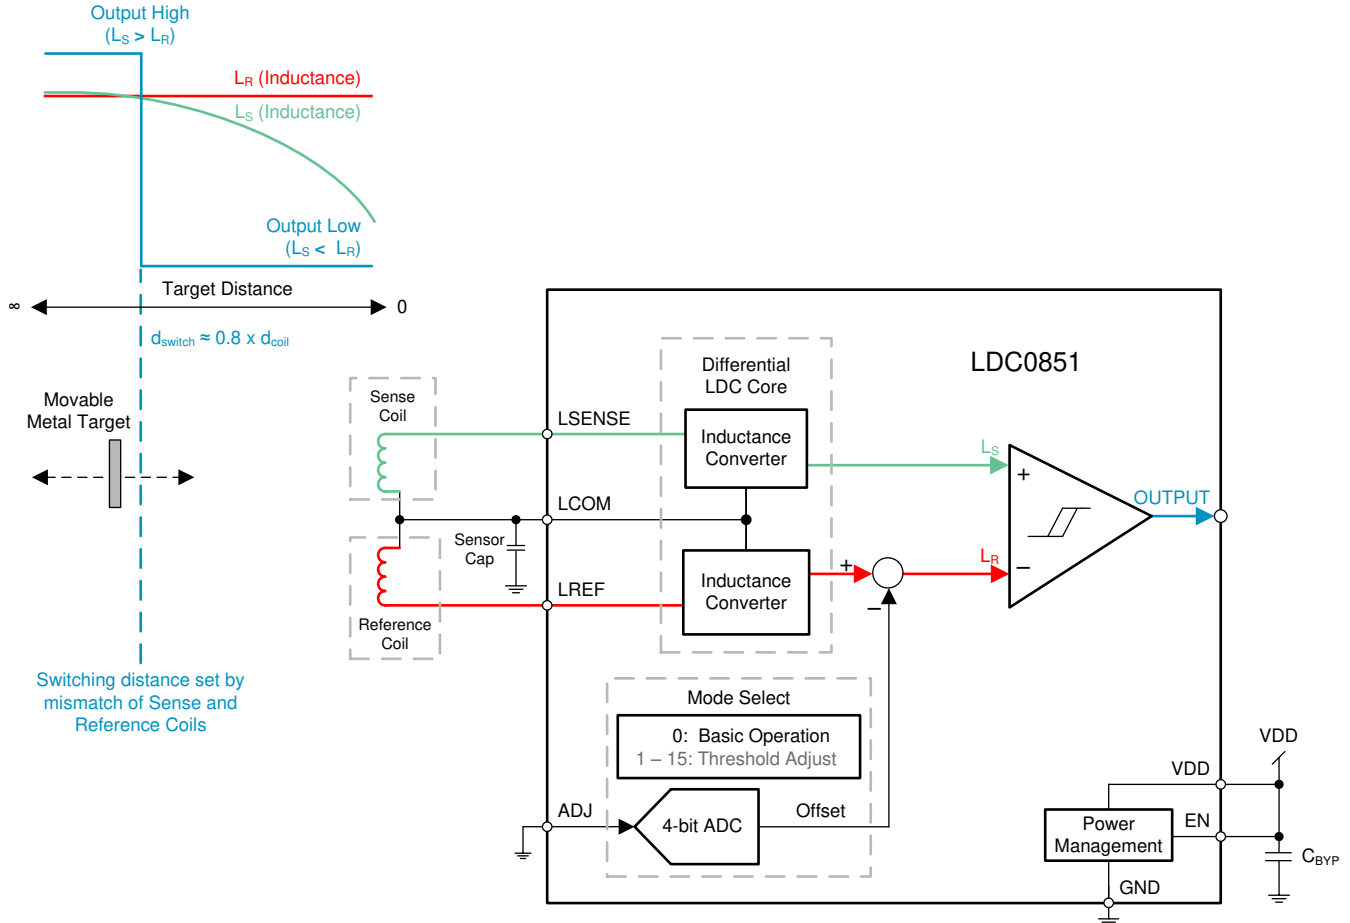 Output High
(LS > LR)
LR (Inductance)
LS (Inductance)
Output Low
(LS < LR)
∞
Target Distance
0
dswitch ≈ 0.8 x dcoil
Movable
Metal Target
Switching distance set by
mismatch of Sense and
Reference Coils
Sense
Coil
Reference
Coil
Sensor
Cap
LSENSE
LCOM
LREF
Differential
LDC Core
Inductance
Converter
Inductance
Converter
LDC0851
LS
+
LR
−
+
−
OUTPUT
Mode Select
0: Basic Operation
1 – 15: Threshold Adjust
ADJ
4-bit ADC
Offset
VDD
VDD
EN
Power
Management
CBYP
GND